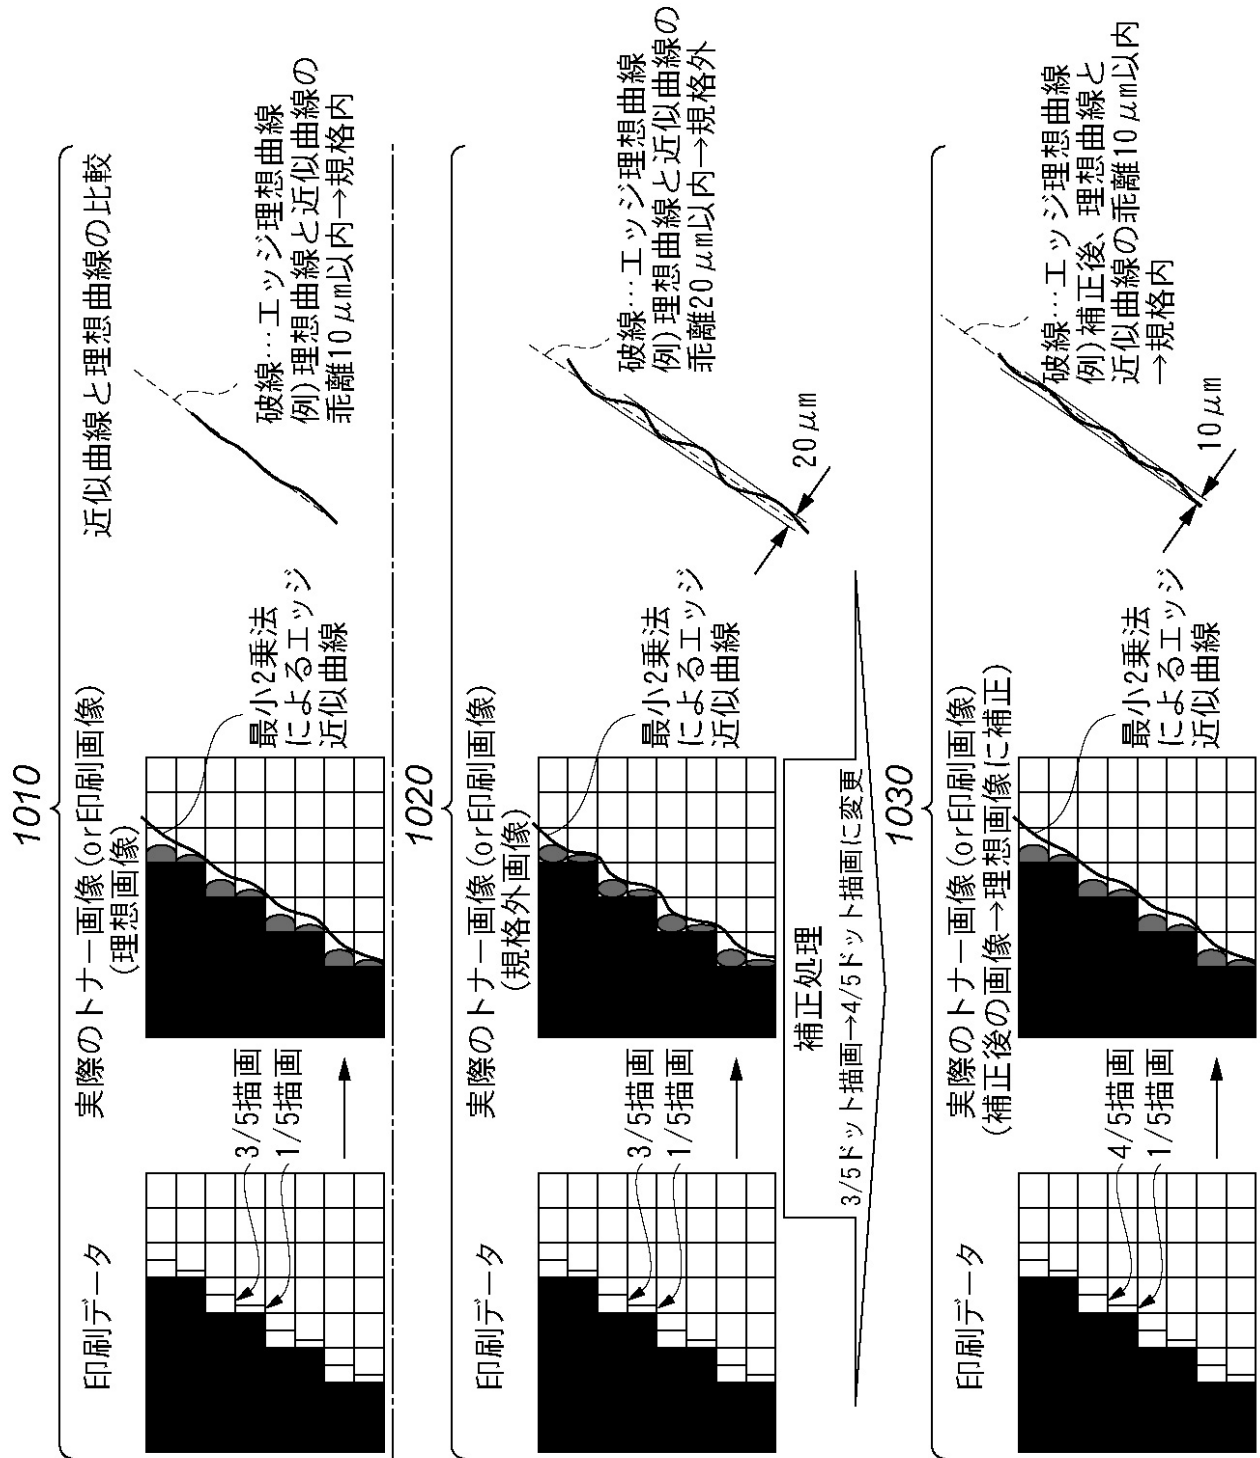 1010
印刷データ
3/5描画
1/5描画
実際のトナー画像(or印刷画像)
(理想画像)
最小2乗法
によるエッジ
近似曲線
近似曲線と理想曲線の比較
破線…エッジ理想曲線
例)理想曲線と近似曲線の
乖離10μm以内→規格内
1020
印刷データ
3/5描画
1/5描画
実際のトナー画像(or印刷画像)
(規格外画像)
最小2乗法
によるエッジ
近似曲線
20μm
破線…エッジ理想曲線
例)理想曲線と近似曲線の
乖離20μm以内→規格外
補正処理
3/5ドット描画→4/5ドット描画に変更
1030
印刷データ
4/5描画
1/5描画
実際のトナー画像(or印刷画像)
(補正後の画像→理想画像に補正)
最小2乗法
によるエッジ
近似曲線
10μm
破線…エッジ理想曲線
例)補正後、理想曲線と
近似曲線の乖離10μm以内
→規格内